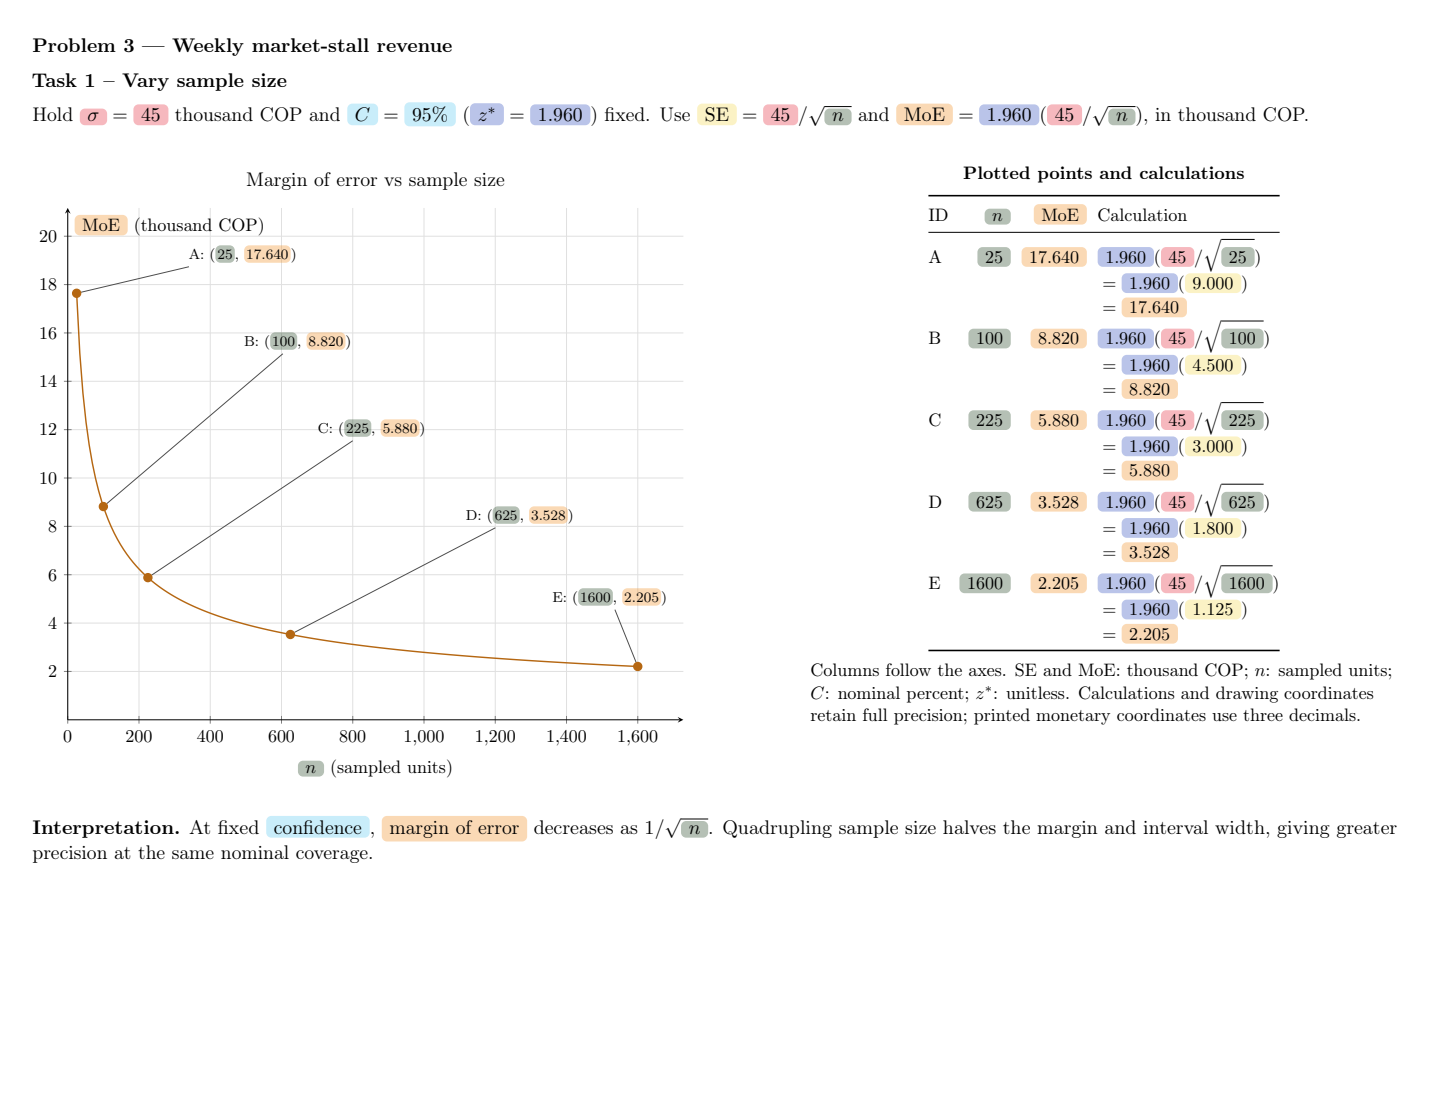 Problem 3 — Weekly market-stall revenue
Task 1 – Vary sample size
Hold σ = 45 thousand COP and C = 95% (z* = 1.960) fixed. Use SE = 45/√n and MoE = 1.960(45/√n), in thousand COP.
Margin of error vs sample size
MoE (thousand COP)
20
18
16
14
12
10
8
6
4
2
A: (25, 17.640)
B: (100, 8.820)
C: (225, 5.880)
D: (625, 3.528)
E: (1600, 2.205)
0 200 400 600 800 1,000 1,200 1,400 1,600
n (sampled units)
Plotted points and calculations
ID n MoE Calculation
A 25 17.640 1.960(45/√25)
= 1.960(9.000)
= 17.640
B 100 8.820 1.960(45/√100)
= 1.960(4.500)
= 8.820
C 225 5.880 1.960(45/√225)
= 1.960(3.000)
= 5.880
D 625 3.528 1.960(45/√625)
= 1.960(1.800)
= 3.528
E 1600 2.205 1.960(45/√1600)
= 1.960(1.125)
= 2.205
Columns follow the axes. SE and MoE: thousand COP; n: sampled units;
C: nominal percent; z*: unitless. Calculations and drawing coordinates
retain full precision; printed monetary coordinates use three decimals.
Interpretation. At fixed confidence, margin of error decreases as 1/√n. Quadrupling sample size halves the margin and interval width, giving greater
precision at the same nominal coverage.